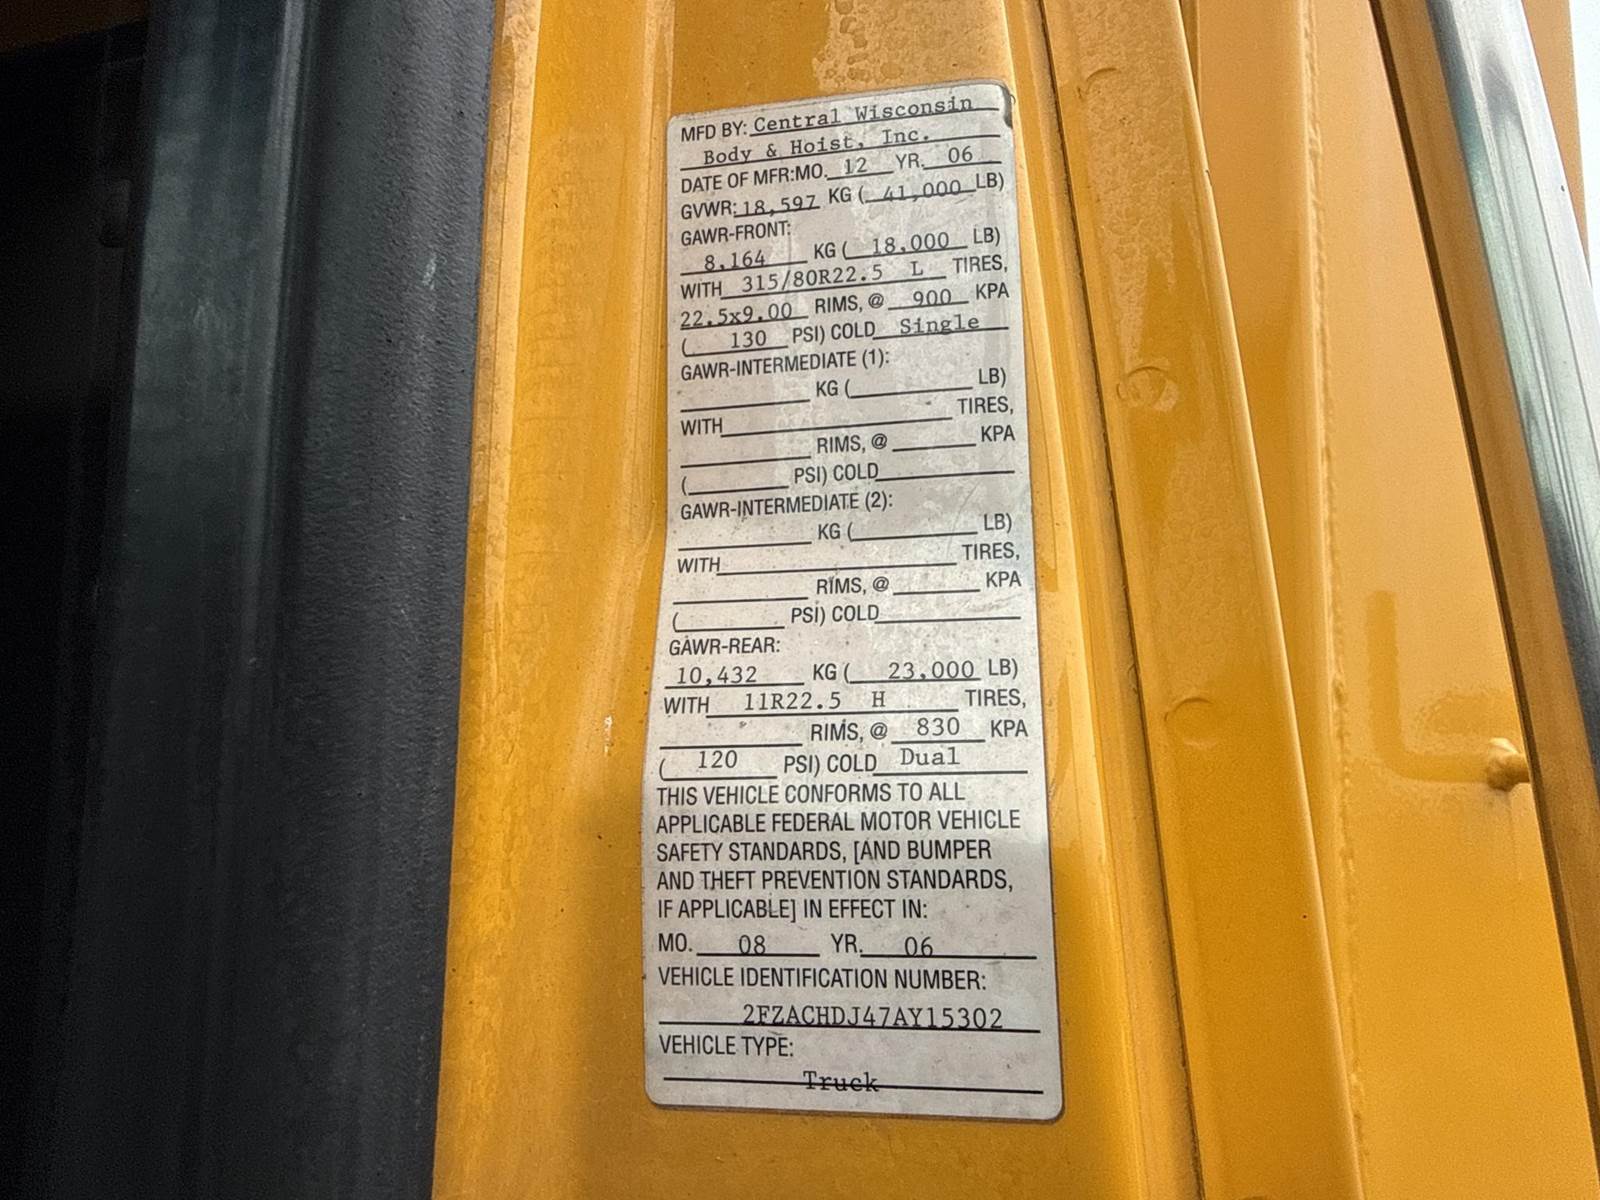 MFD BY: Central Wisconsin
Body & Hoist, Inc.
DATE OF MFR:MO. 12 YR. 06
GVWR: 18,597 KG ( 41,000 LB)
GAWR-FRONT:
8,164 KG ( 18,000 LB)
WITH 315/80R22.5 L TIRES,
22.5x9.00 RIMS, @ 900 KPA
( 130 PSI) COLD Single
GAWR-INTERMEDIATE (1):
KG ( LB)
WITH TIRES,
RIMS, @ KPA
( PSI) COLD
GAWR-INTERMEDIATE (2):
KG ( LB)
WITH TIRES,
RIMS, @ KPA
( PSI) COLD
GAWR-REAR:
10,432 KG ( 23,000 LB)
WITH 11R22.5 H TIRES,
RIMS, @ 830 KPA
( 120 PSI) COLD Dual
THIS VEHICLE CONFORMS TO ALL
APPLICABLE FEDERAL MOTOR VEHICLE
SAFETY STANDARDS, [AND BUMPER
AND THEFT PREVENTION STANDARDS,
IF APPLICABLE] IN EFFECT IN:
MO. 08 YR. 06
VEHICLE IDENTIFICATION NUMBER:
2FZACHDJ47AY15302
VEHICLE TYPE:
Truck